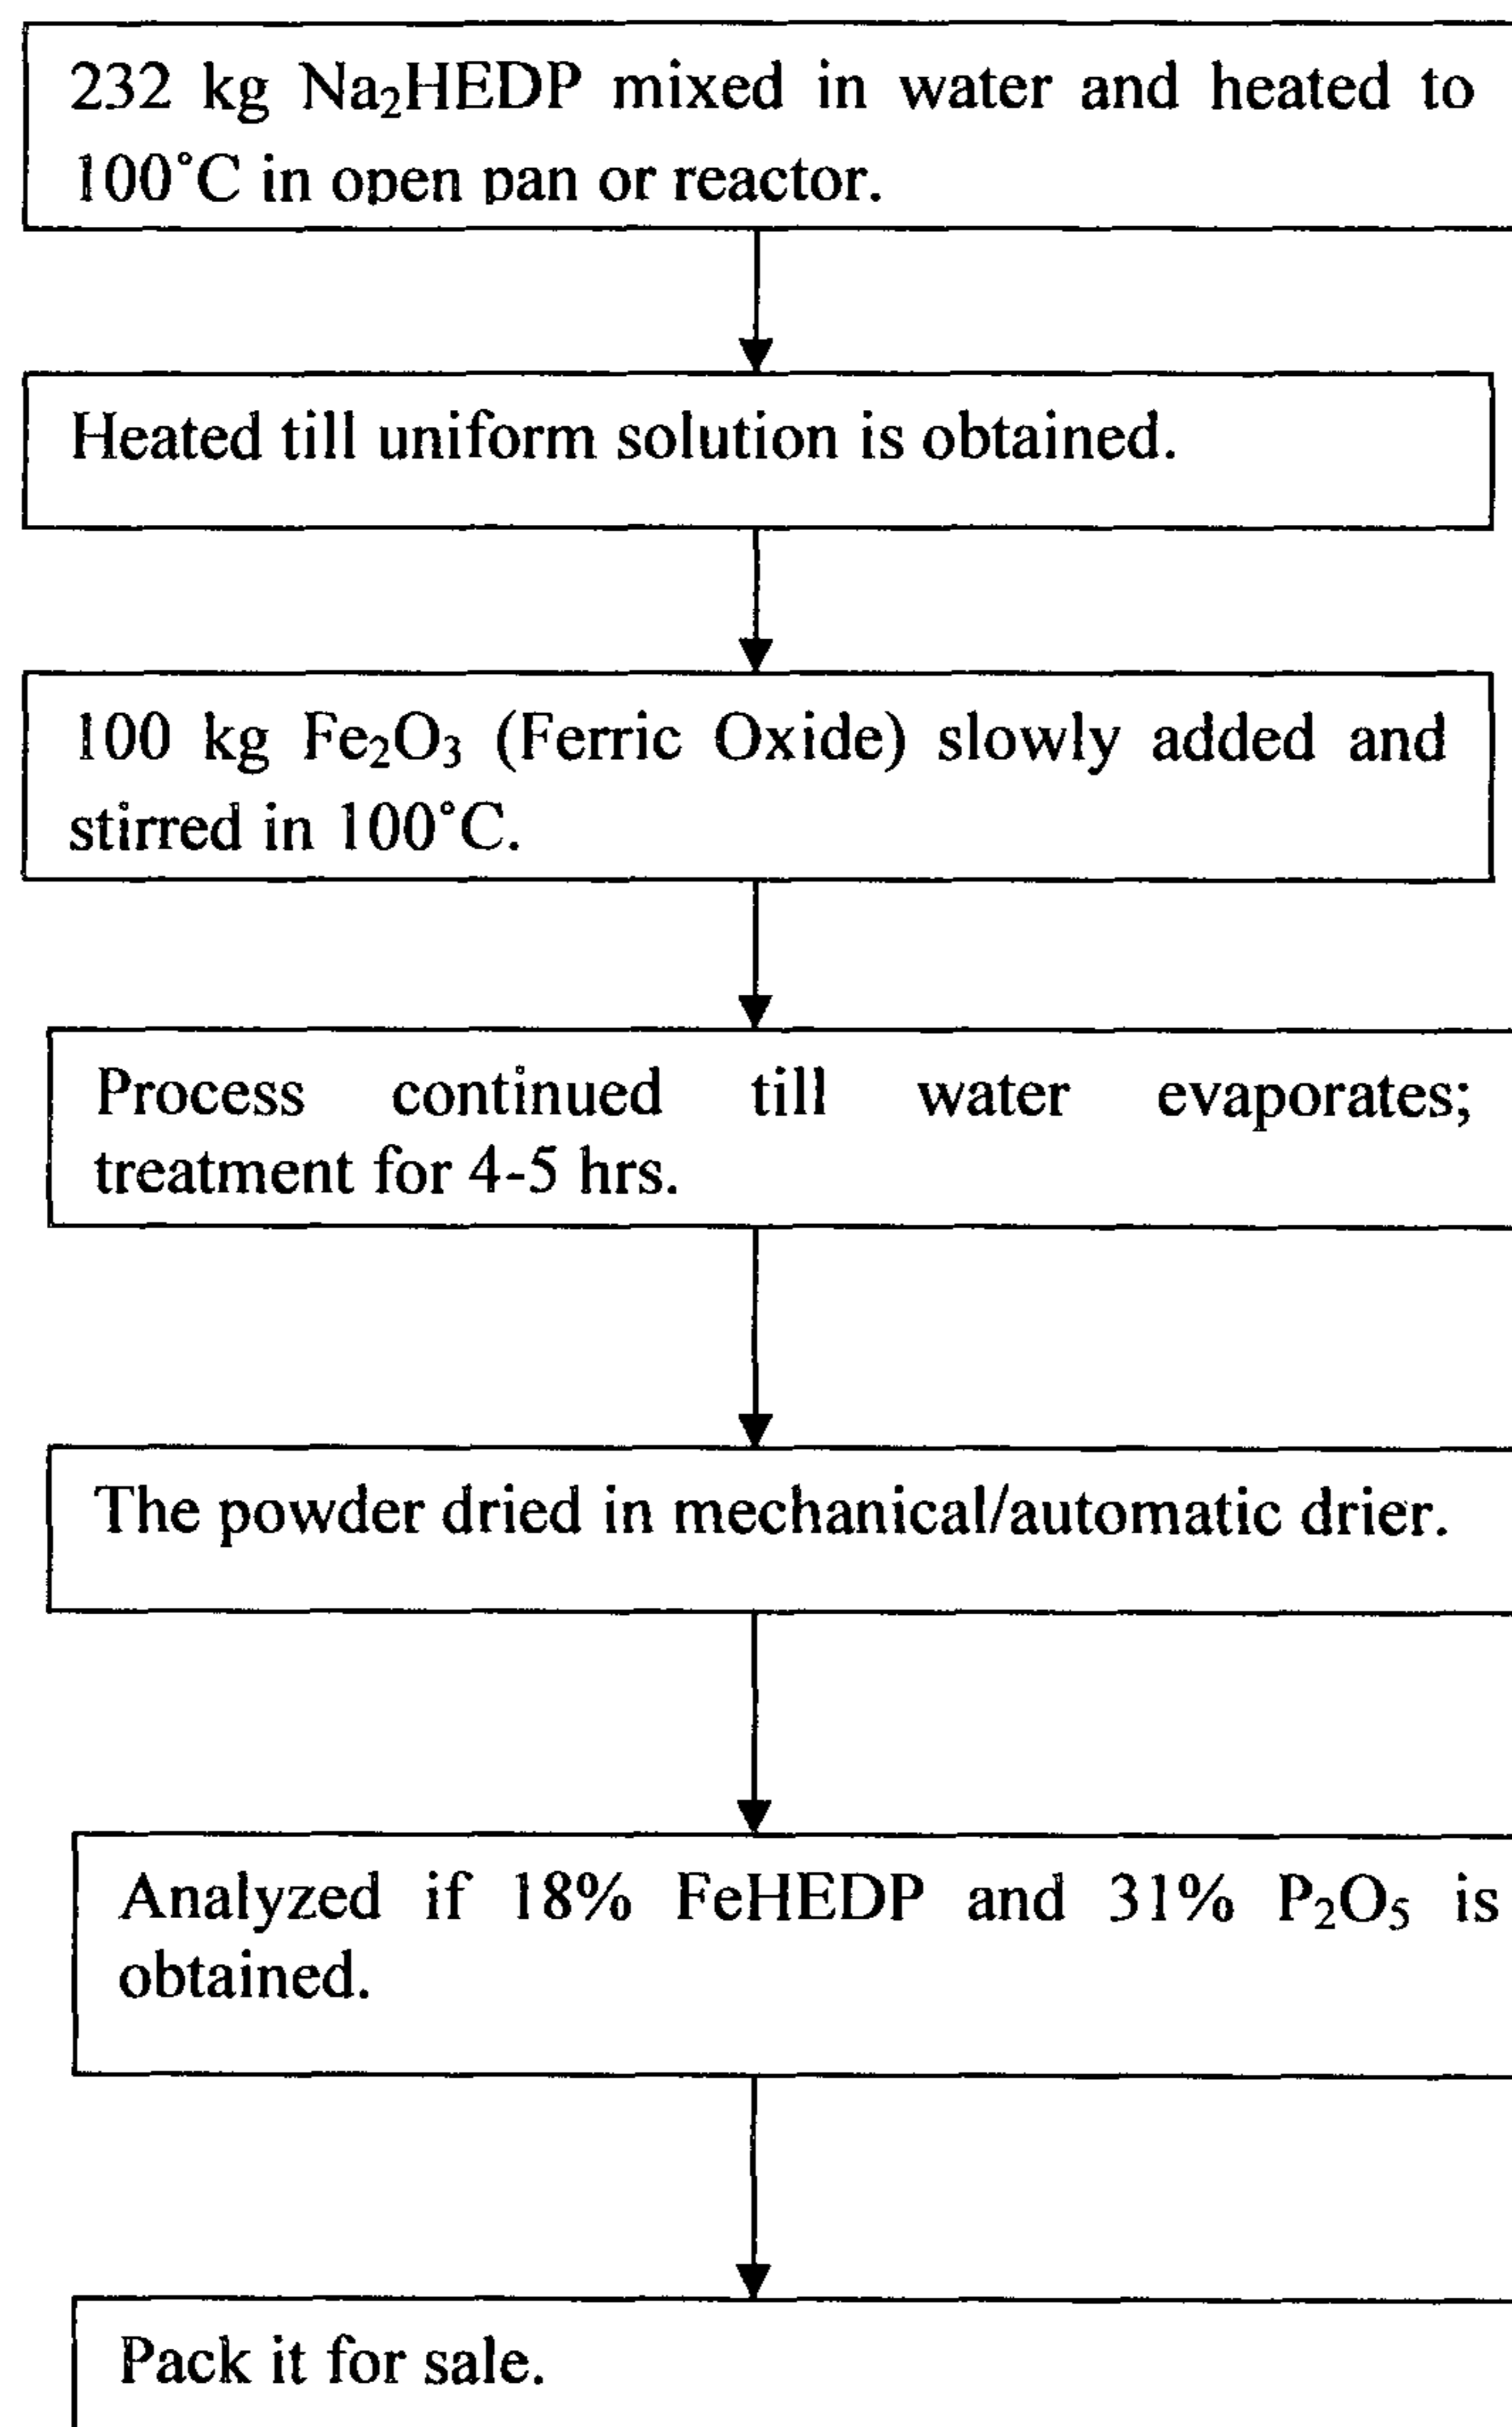 232 kg Na₂HEDP mixed in water and heated to
100°C in open pan or reactor.
Heated till uniform solution is obtained.
100 kg Fe₂O₃ (Ferric Oxide) slowly added and
stirred in 100°C.
Process continued till water evaporates;
treatment for 4-5 hrs.
The powder dried in mechanical/automatic drier.
Analyzed if 18% FeHEDP and 31% P₂O₅ is
obtained.
Pack it for sale.